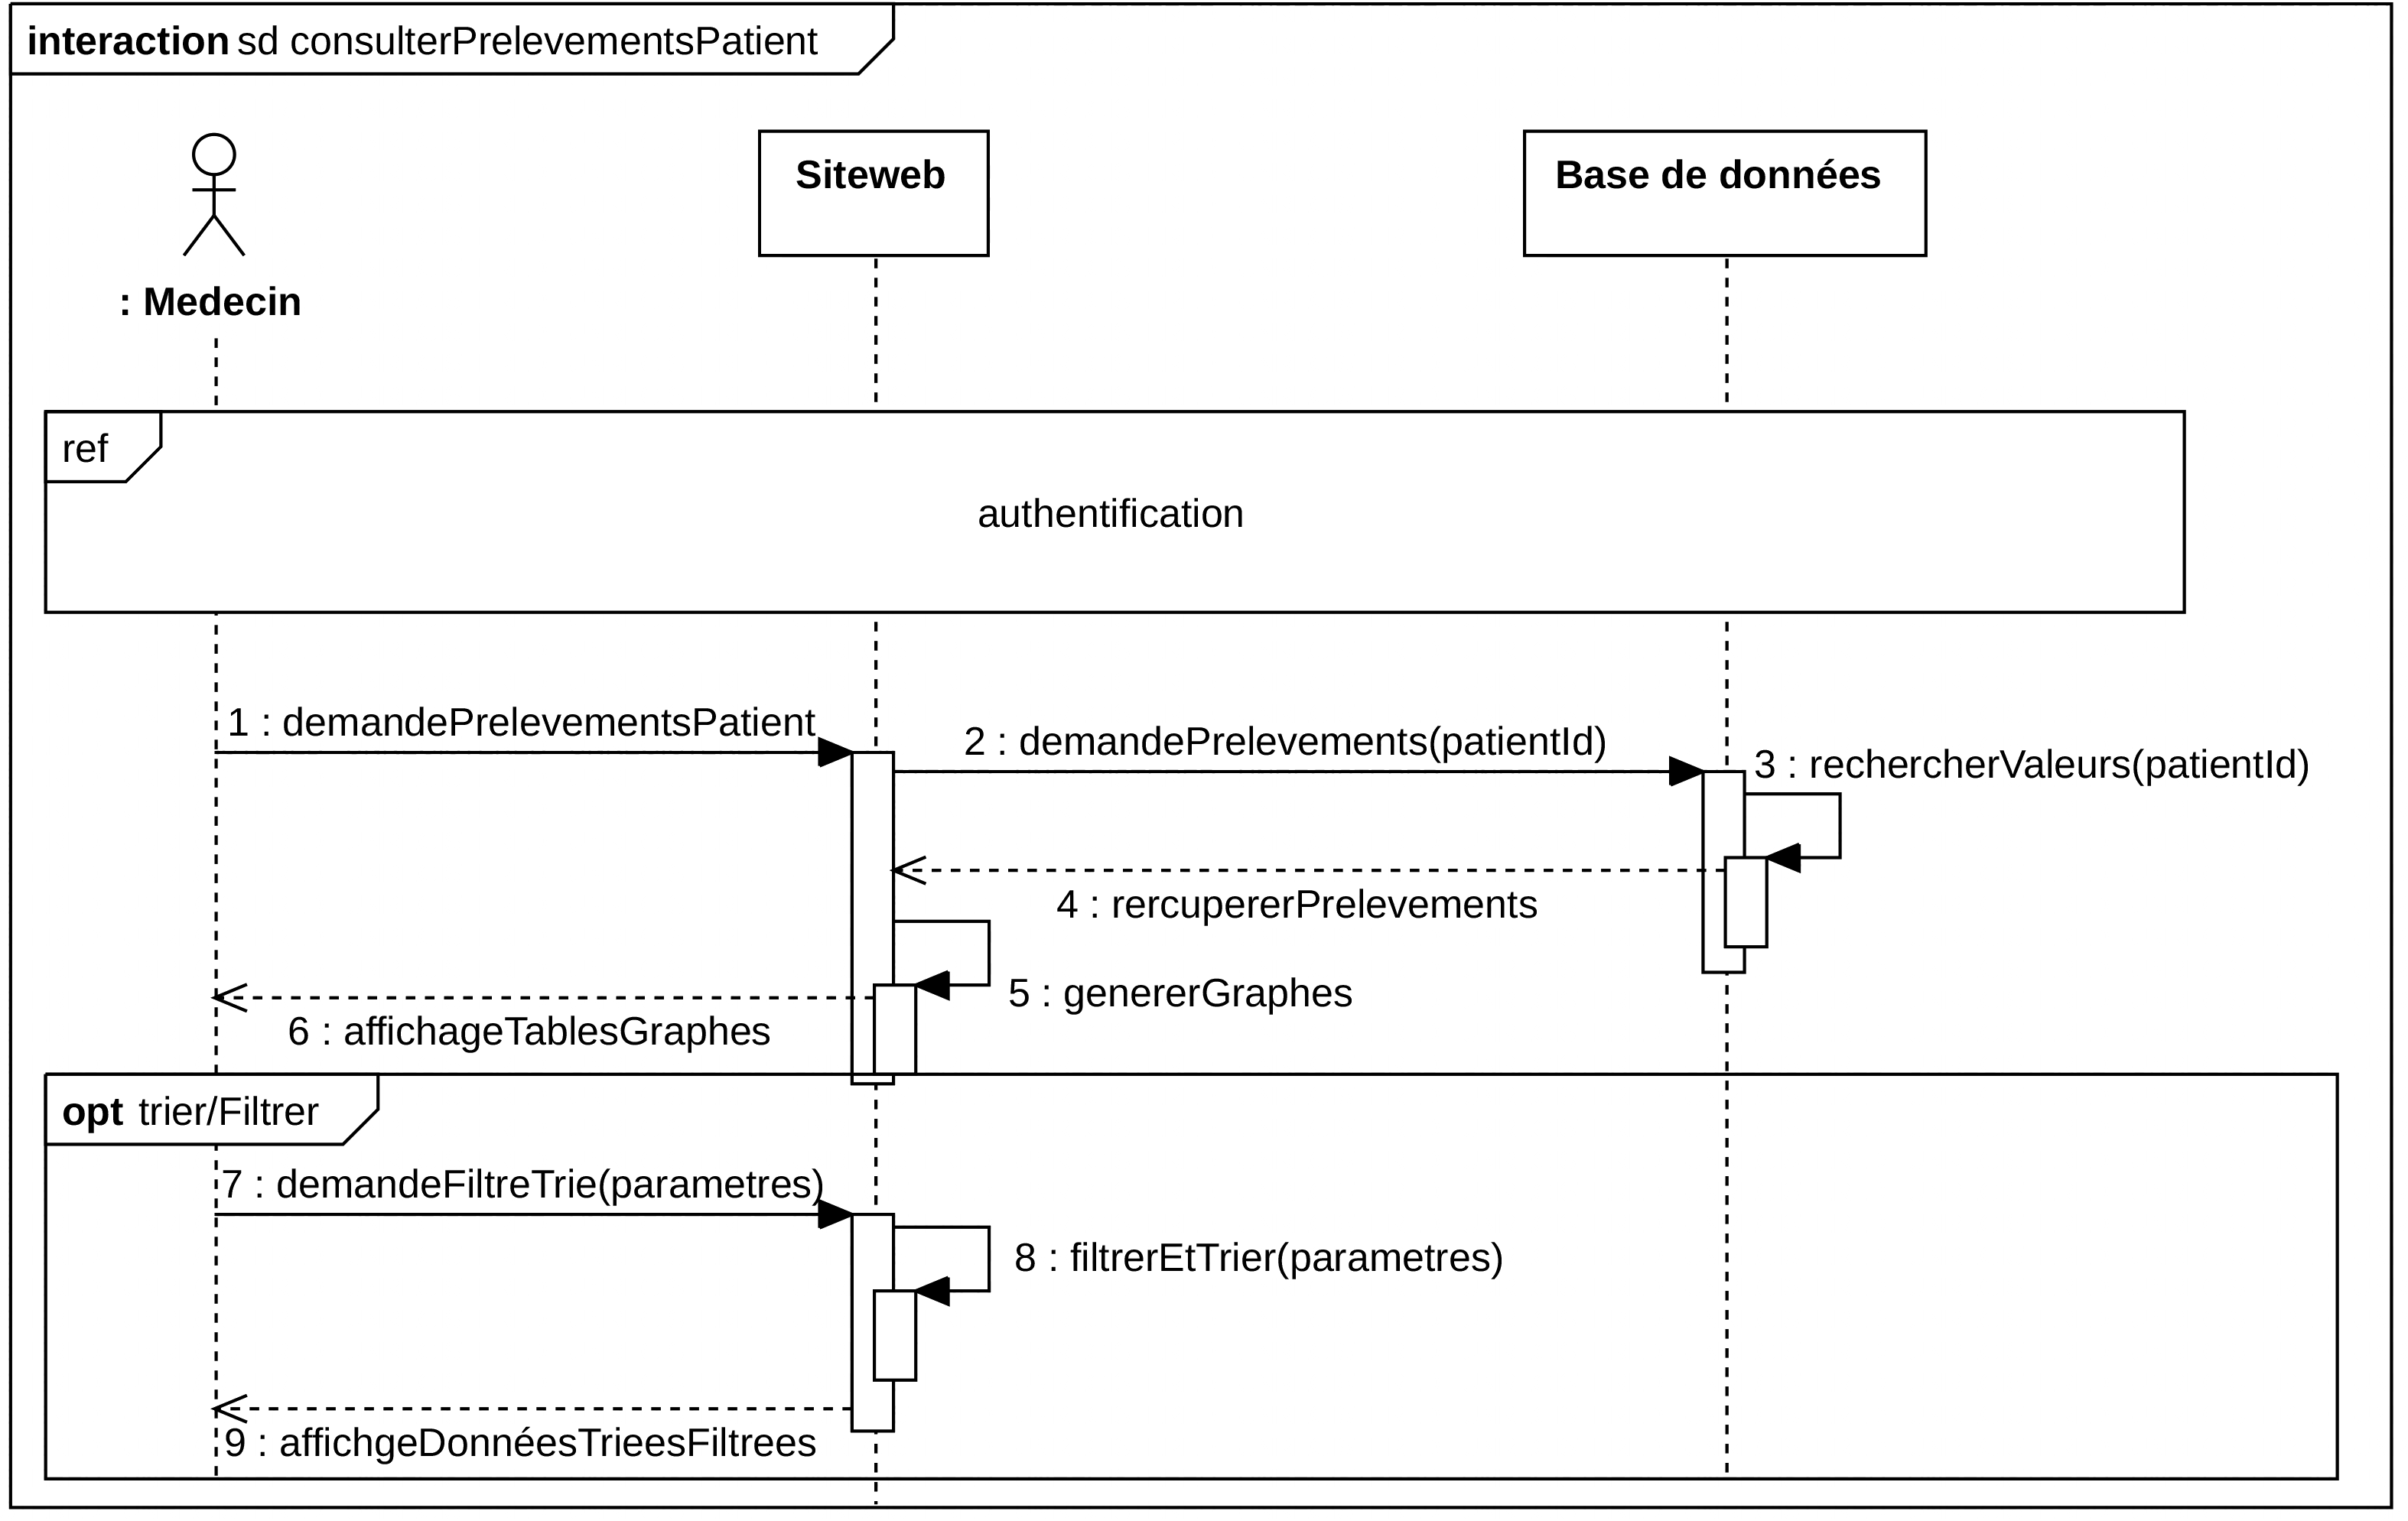 interaction sd consulterPrelevementsPatient
: Medecin
Siteweb
Base de données
ref
authentification
1 : demandePrelevementsPatient
2 : demandePrelevements(patientId)
3 : rechercherValeurs(patientId)
4 : rercupererPrelevements
5 : genererGraphes
6 : affichageTablesGraphes
opt trier/Filtrer
7 : demandeFiltreTrie(parametres)
8 : filtrerEtTrier(parametres)
9 : affichgeDonnéesTrieesFiltrees